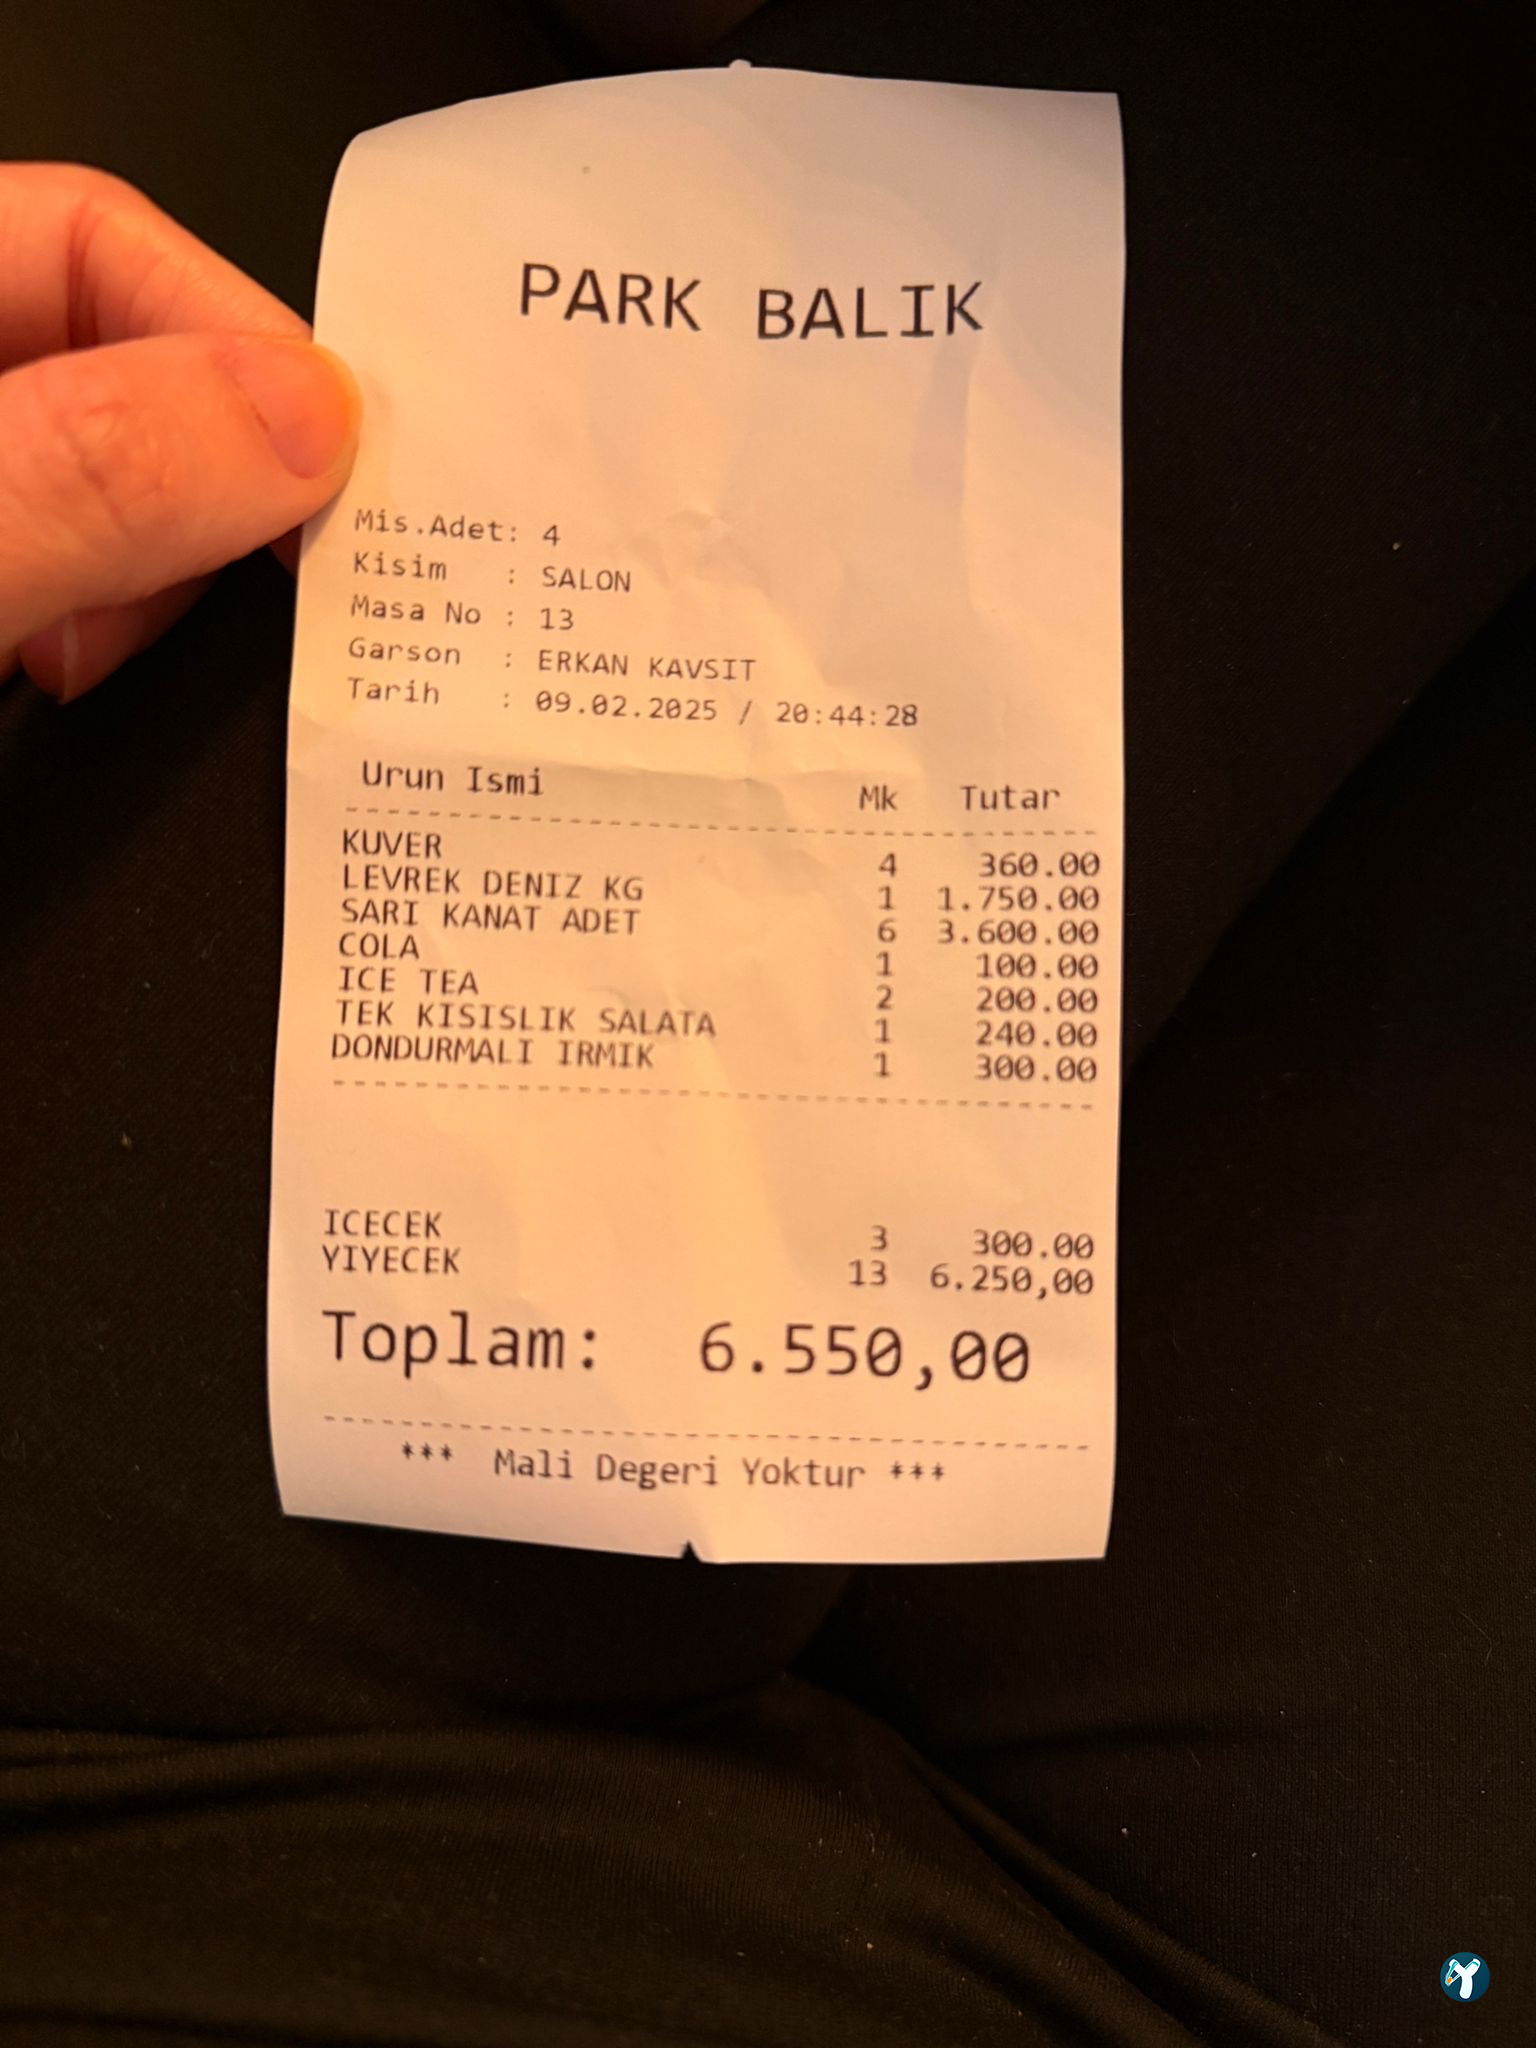 PARK BALIK
Mis.Adet: 4
Kisim : SALON
Masa No : 13
Garson : ERKAN KAVSIT
Tarih : 09.02.2025 / 20:44:28
Urun Ismi Mk Tutar
KUVER 4 360.00
LEVREK DENIZ KG 1 1.750.00
SARI KANAT ADET 6 3.600.00
COLA 1 100.00
ICE TEA 2 200.00
TEK KISISLIK SALATA 1 240.00
DONDURMALI IRMIK 1 300.00
ICECEK 3 300.00
YIYECEK 13 6.250,00
Toplam: 6.550,00
*** Mali Degeri Yoktur ***